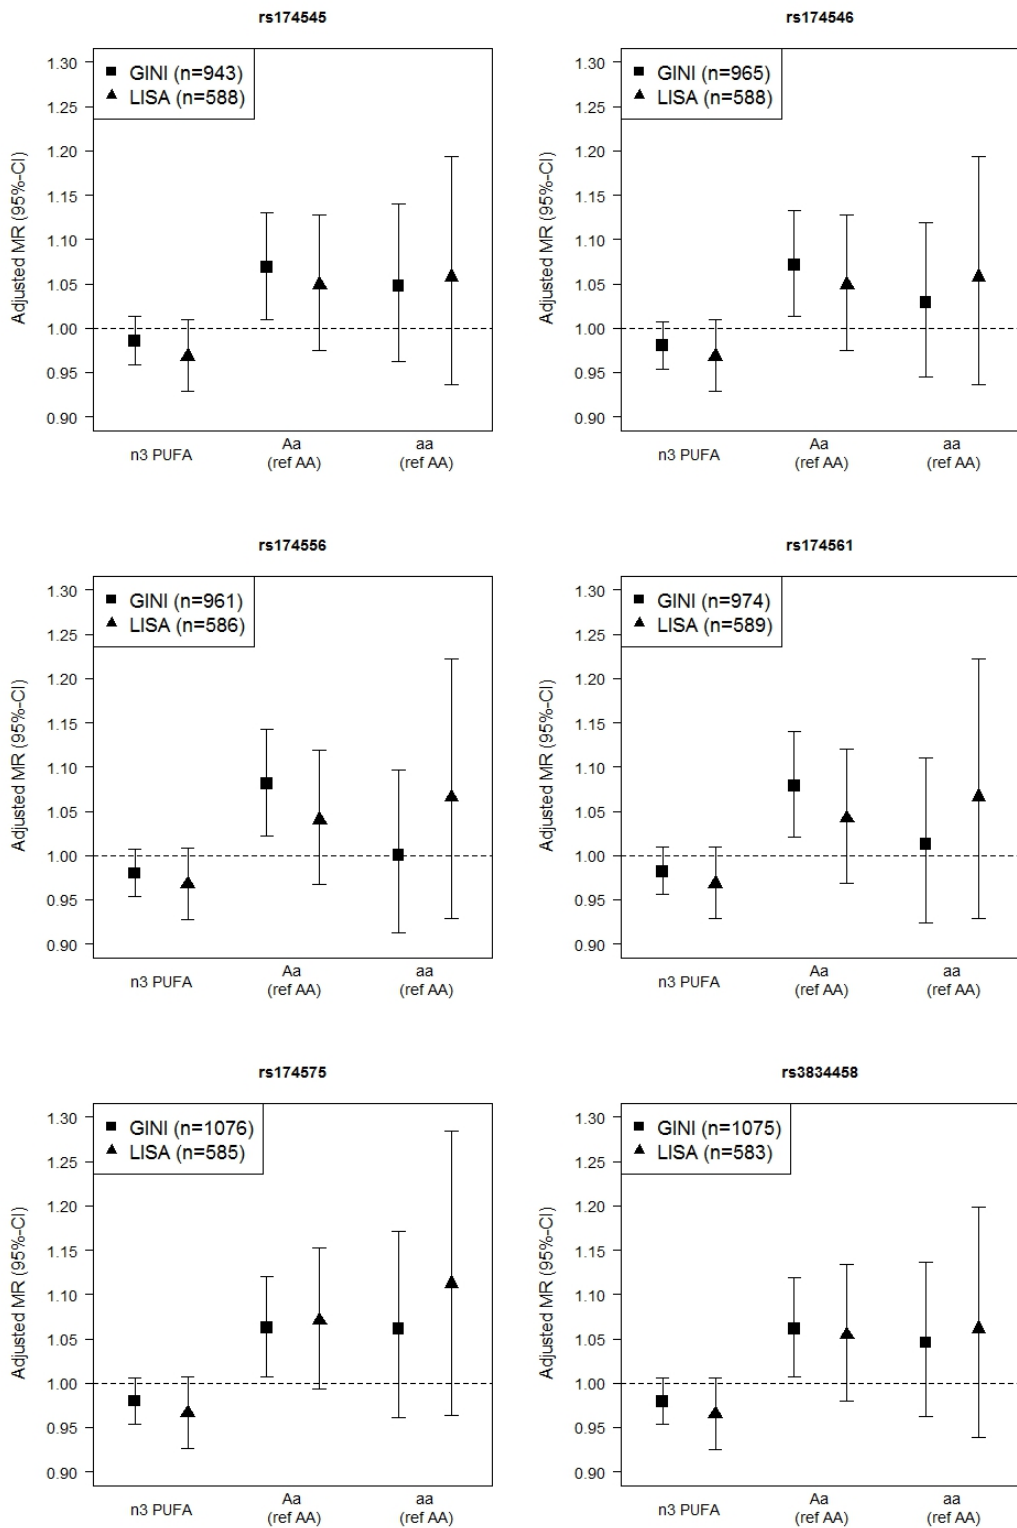 rs174545
Adjusted MR (95%-CI)
1.30
1.25
1.20
1.15
1.10
1.05
1.00
0.95
0.90
GINI (n=943)
LISA (n=588)
n3 PUFA
Aa
(ref AA)
aa
(ref AA)
rs174546
Adjusted MR (95%-CI)
1.30
1.25
1.20
1.15
1.10
1.05
1.00
0.95
0.90
GINI (n=965)
LISA (n=588)
n3 PUFA
Aa
(ref AA)
aa
(ref AA)
rs174556
Adjusted MR (95%-CI)
1.30
1.25
1.20
1.15
1.10
1.05
1.00
0.95
0.90
GINI (n=961)
LISA (n=586)
n3 PUFA
Aa
(ref AA)
aa
(ref AA)
rs174561
Adjusted MR (95%-CI)
1.30
1.25
1.20
1.15
1.10
1.05
1.00
0.95
0.90
GINI (n=974)
LISA (n=589)
n3 PUFA
Aa
(ref AA)
aa
(ref AA)
rs174575
Adjusted MR (95%-CI)
1.30
1.25
1.20
1.15
1.10
1.05
1.00
0.95
0.90
GINI (n=1076)
LISA (n=585)
n3 PUFA
Aa
(ref AA)
aa
(ref AA)
rs3834458
Adjusted MR (95%-CI)
1.30
1.25
1.20
1.15
1.10
1.05
1.00
0.95
0.90
GINI (n=1075)
LISA (n=583)
n3 PUFA
Aa
(ref AA)
aa
(ref AA)